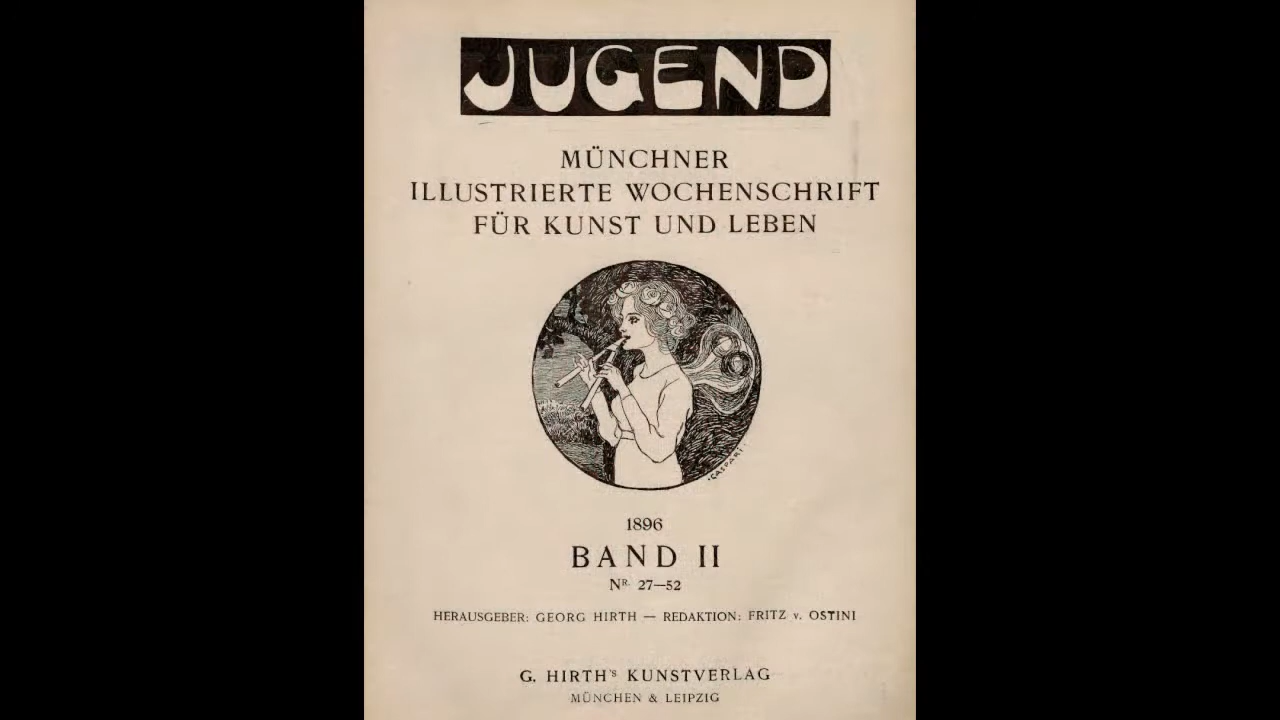 JUGEND
MÜNCHNER
ILLUSTRIERTE WOCHENSCHRIFT
FÜR KUNST UND LEBEN
CASPARI
1896
BAND II
Nr. 27—52
HERAUSGEBER: GEORG HIRTH — REDAKTION: FRITZ v. OSTINI
G. HIRTH's KUNSTVERLAG
MÜNCHEN & LEIPZIG